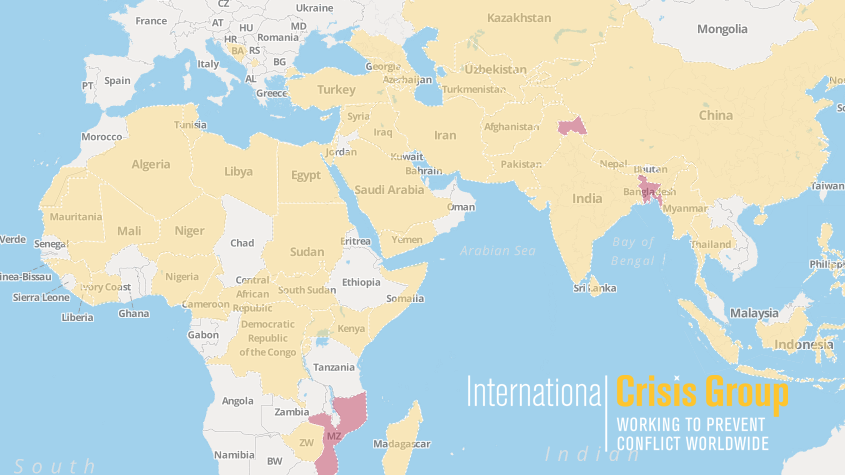 CZ
Ukraine
Kazakhstan
France
AT
HU
MD
Mongolia
Romania
HR
BA
RS
Italy
BG
Georgia
Uzbekistan
PT
Spain
AL
Greece
Azerbaijan
Turkey
Turkmenistan
China
Tunisia
Syria
Iraq
Iran
Afghanistan
Morocco
Jordan
Kuwait
Algeria
Libya
Egypt
Bahrain
Pakistan
Nepal
Bhutan
Saudi Arabia
India
Bangladesh
Taiwan
Oman
Myanmar
Mauritania
Mali
Niger
Chad
Sudan
Eritrea
Yemen
Arabian Sea
Bay of
Bengal
Thailand
Verde
Senegal
inea-Bissau
Nigeria
Central
African
Republic
South Sudan
Ethiopia
Philipp
Ivory Coast
Sierra Leone
Cameroon
Somalia
Sri Lanka
Liberia
Ghana
Malaysia
Gabon
Democratic
Republic
of the Congo
Kenya
Indonesia
Tanzania
Angola
Zambia
International Crisis Group
WORKING TO PREVENT
CONFLICT WORLDWIDE
MZ
ZW
Madagascar
Namibia
BW
Indian
South